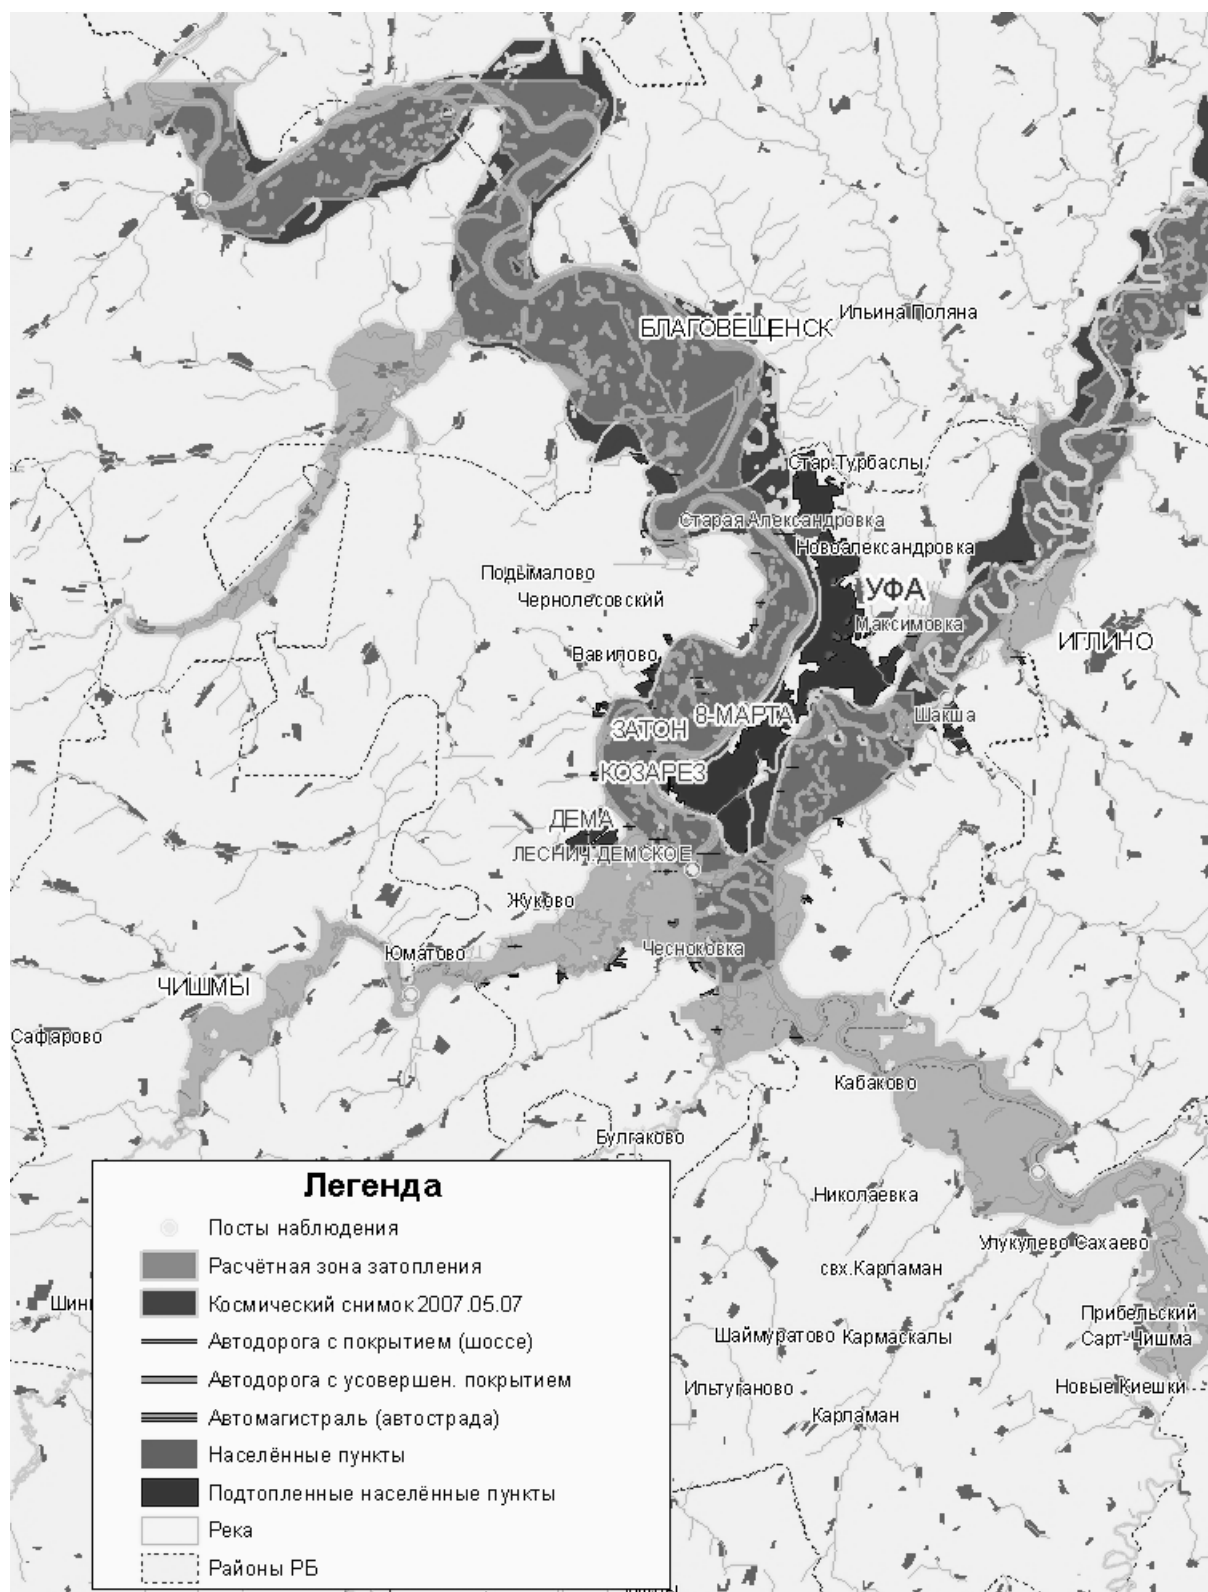 БЛАГОВЕЩЕНСК
Ильина Поляна
Стар.Турбаслы
Старая Александровка
Новоалександровка
Подымалово
Чернолесовский
УФА
Максимовка
ИГЛИНО
Вавилово
8-МАРТА
Шакша
ЗАТОН
КОЗАРЕЗ
ДЕМА
ЛЕСНИЧ.ДЕМСКОЕ
Жуково
Чесноковка
Юматово
ЧИШМЫ
Сафарово
Кабаково
Булгаково
Николаевка
Улукулево Сахаево
свх.Карламан
Прибельский
Сарт-Чишма
Шаймуратово Кармаскалы
Ильтуганово
Новые Киешки
Карламан
Легенда
Посты наблюдения
Расчётная зона затопления
Космический снимок 2007.05.07
Автодорога с покрытием (шоссе)
Автодорога с усовершен. покрытием
Автомагистраль (автострада)
Населённые пункты
Подтопленные населённые пункты
Река
Районы РБ